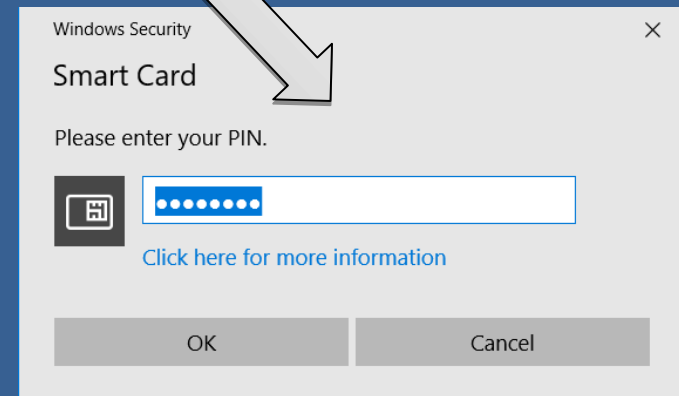 Windows Security
Smart Card
Please enter your PIN.
••••••••
Click here for more information
OK
Cancel